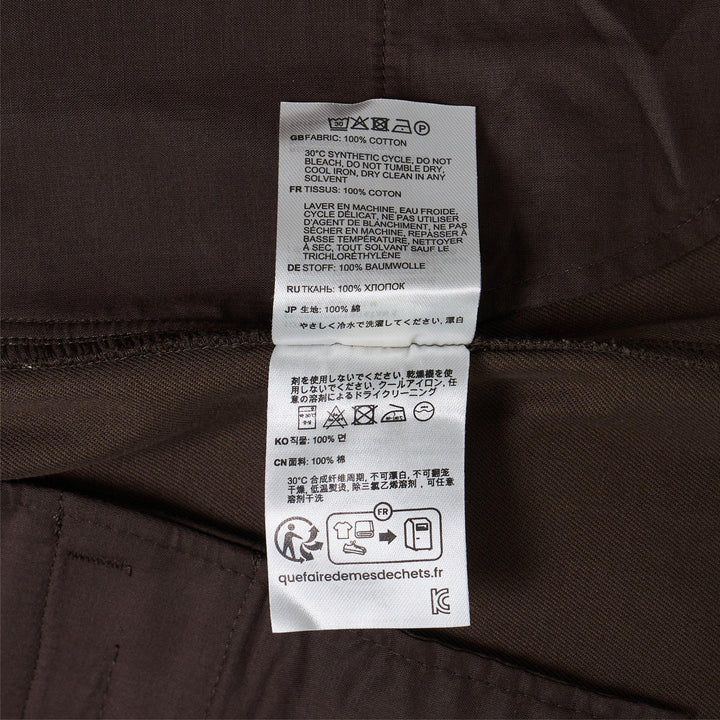 30 P
GB FABRIC: 100% COTTON
30°C SYNTHETIC CYCLE, DO NOT
BLEACH, DO NOT TUMBLE DRY,
COOL IRON, DRY CLEAN IN ANY
SOLVENT
FR TISSUS: 100% COTON
LAVER EN MACHINE, EAU FROIDE,
CYCLE DÉLICAT, NE PAS UTILISER
D'AGENT DE BLANCHIMENT, NE PAS
SÉCHER EN MACHINE, REPASSER À
BASSE TEMPÉRATURE, NETTOYER
À SEC, TOUT SOLVANT SAUF LE
TRICHLORÉTHYLÈNE
DE STOFF: 100% BAUMWOLLE
RU ТКАНЬ: 100% ХЛОПОК
JP 生地: 100% 綿
やさしく冷水で洗濯してください, 漂白
剤を使用しないでください, 乾燥機を使
用しないでください, クールアイロン, 任
意の溶剤によるドライクリーニング
KO 직물: 100% 면
CN 面料: 100% 棉
30°C 合成纤维周期, 不可漂白, 不可翻笼
干燥, 低温熨烫, 除三氯乙烯溶剂, 可任意
溶剂干洗
FR
quefairedemesdechets.fr